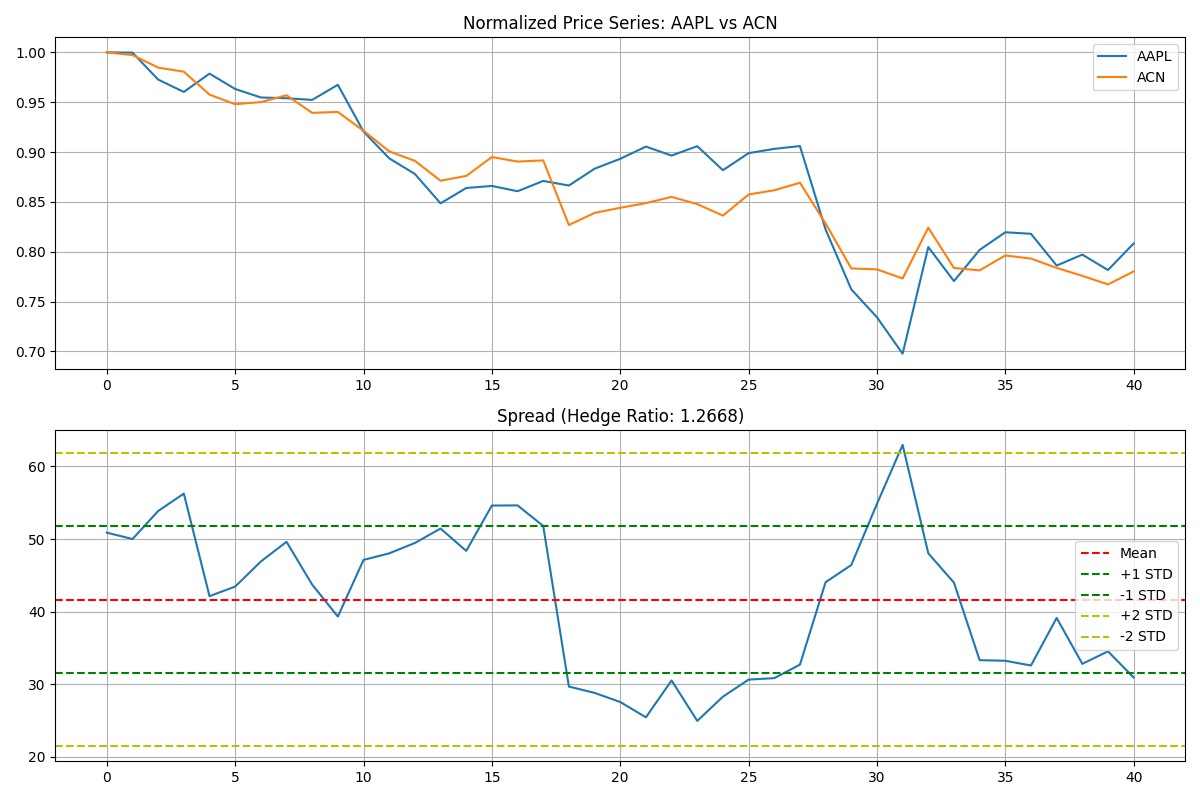 Normalized Price Series: AAPL vs ACN
1.00
0.95
0.90
0.85
0.80
0.75
0.70
AAPL
ACN
0 5 10 15 20 25 30 35 40
Spread (Hedge Ratio: 1.2668)
60
50
40
30
20
Mean
+1 STD
-1 STD
+2 STD
-2 STD
0 5 10 15 20 25 30 35 40